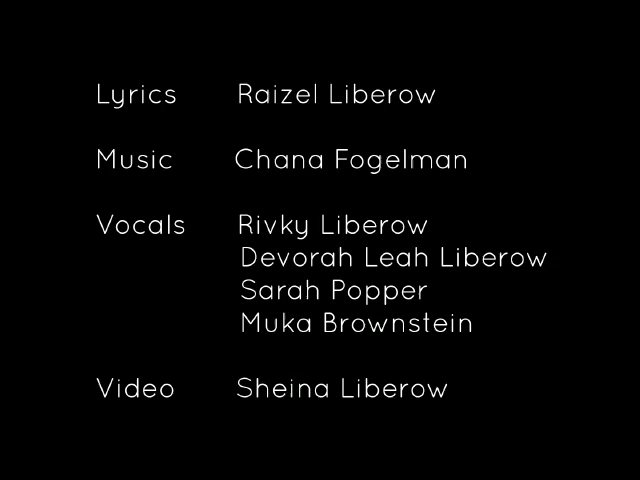 Lyrics Raizel Liberow
Music Chana Fogelman
Vocals Rivky Liberow
Devorah Leah Liberow
Sarah Popper
Muka Brownstein
Video Sheina Liberow